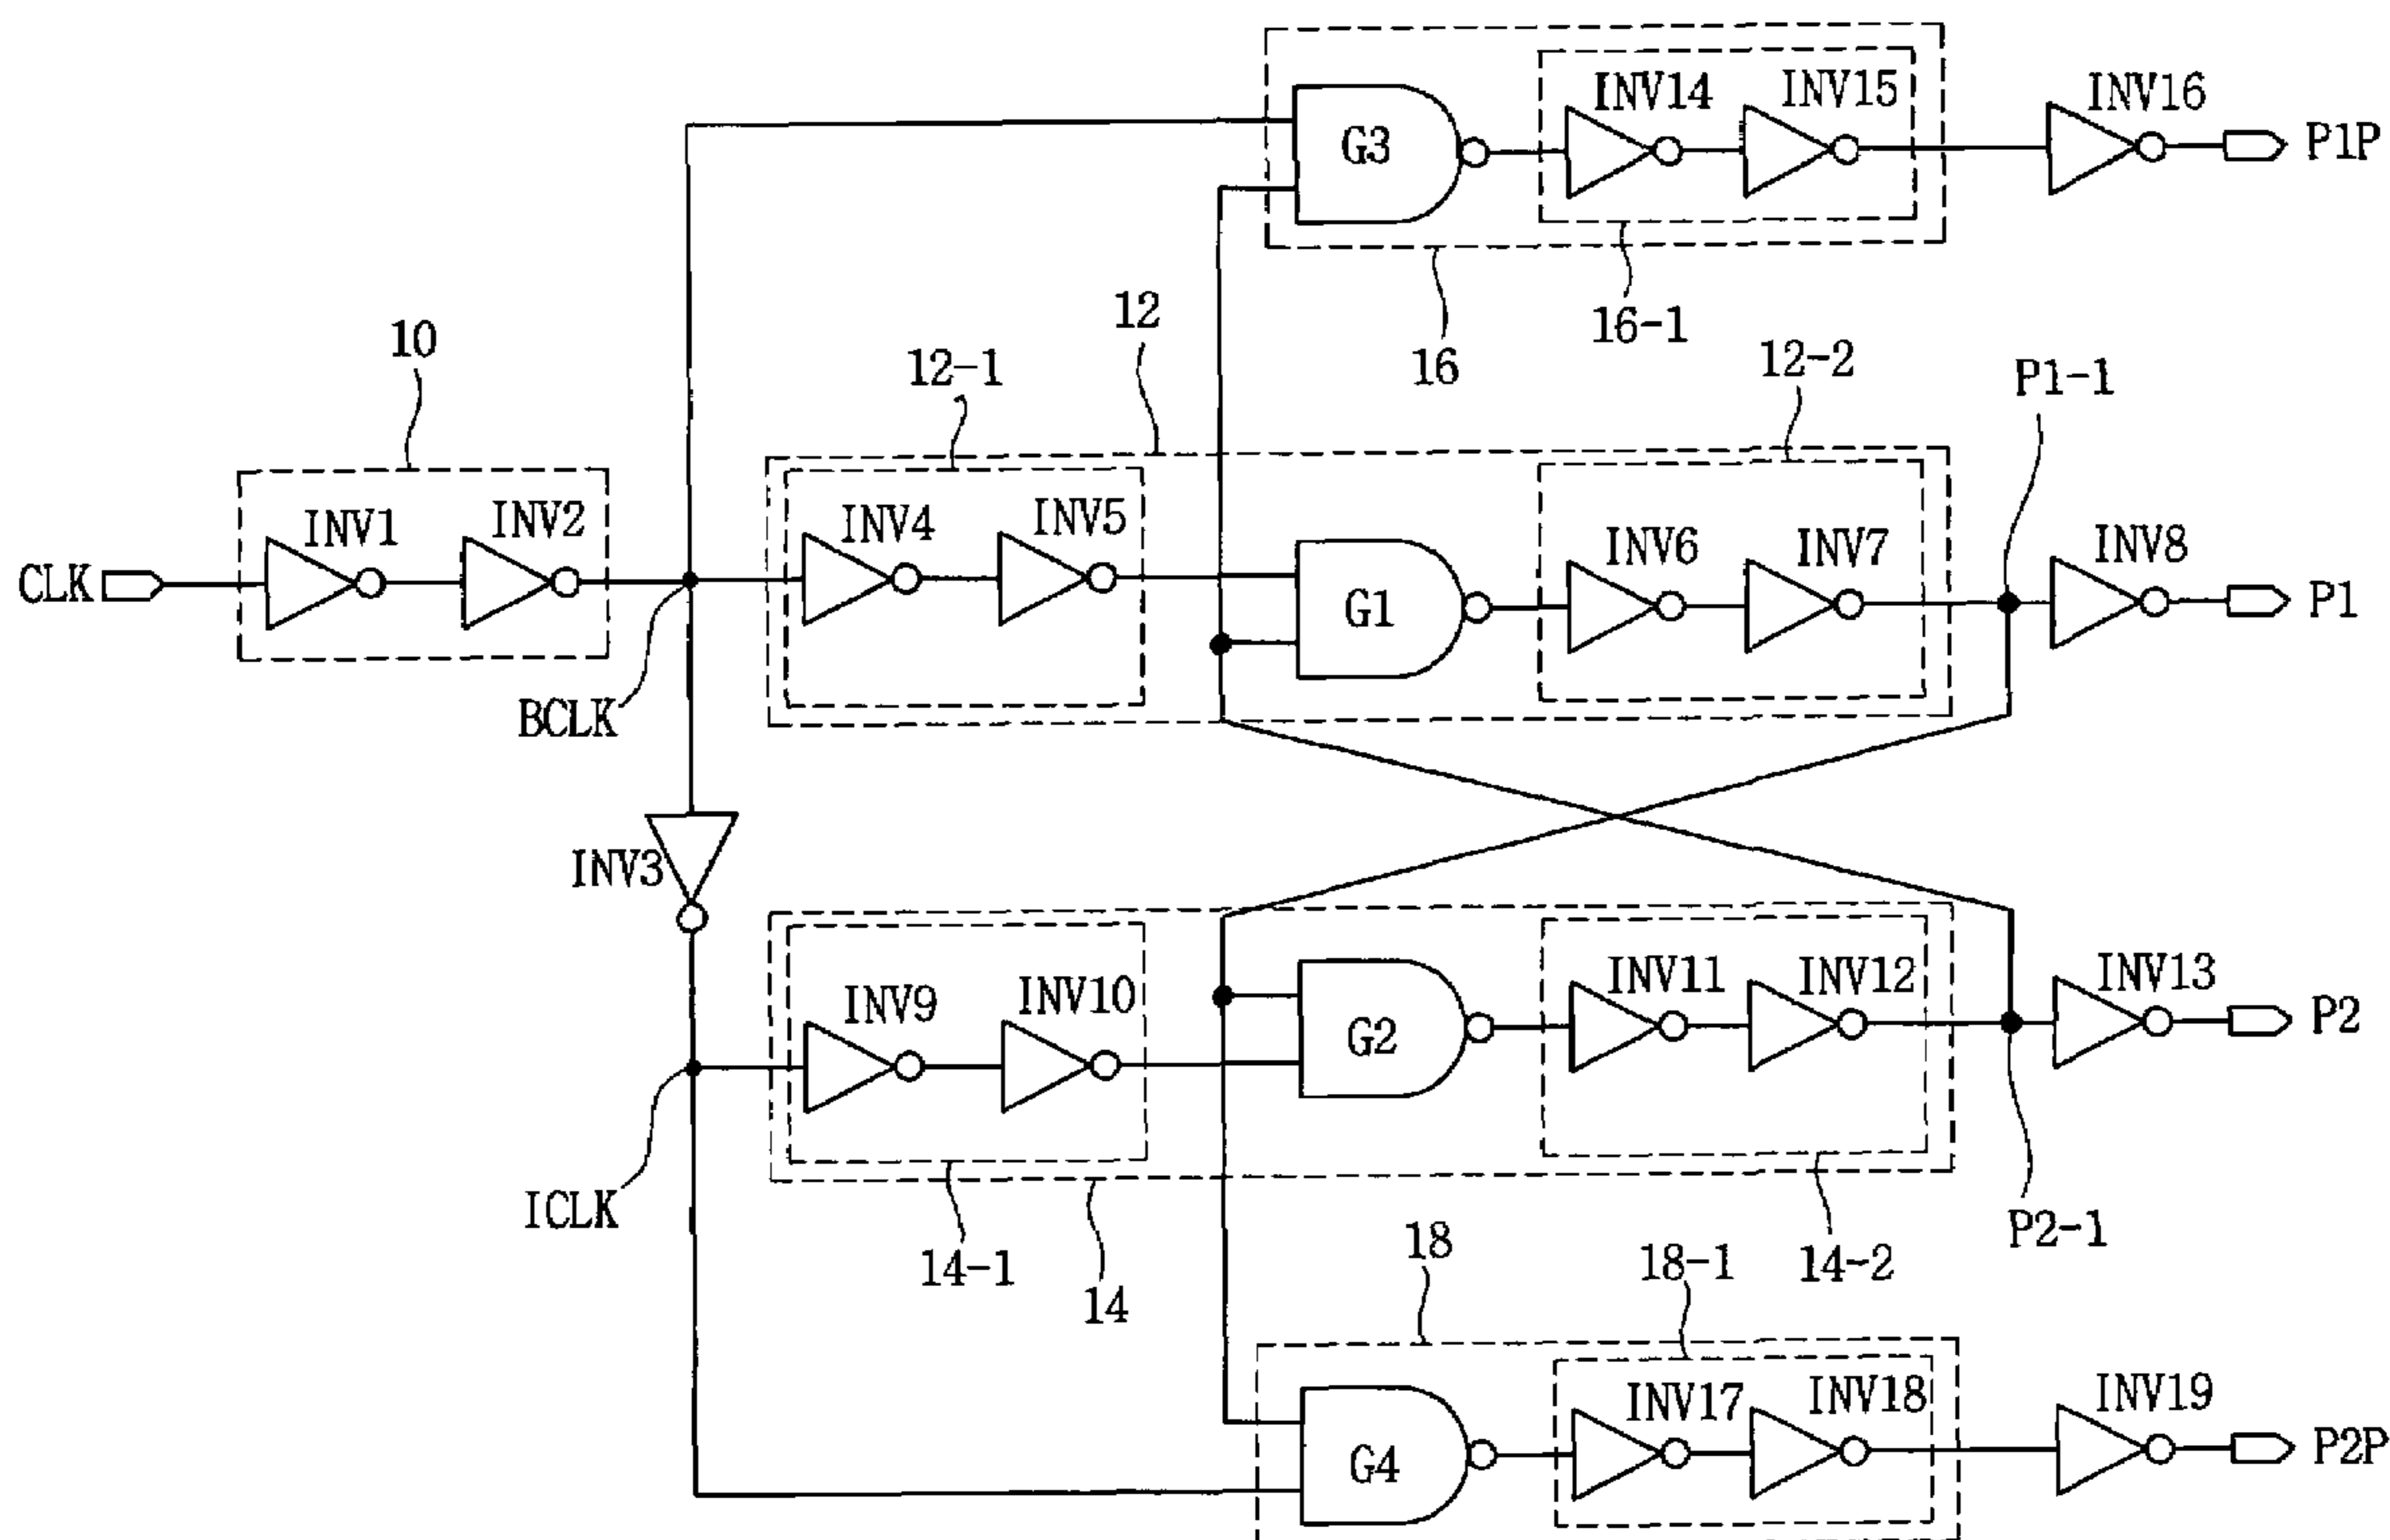 INV14
INV15
INV16
G3
P1P
16-1
16
12
10
12-1
12-2
P1-1
INV1
INV2
INV4
INV5
INV6
INV7
INV8
CLK
G1
P1
BCLK
INV3
INV9
INV10
INV11
INV12
INV13
G2
P2
ICLK
14-1
14
14-2
P2-1
18
18-1
INV17
INV18
INV19
G4
P2P